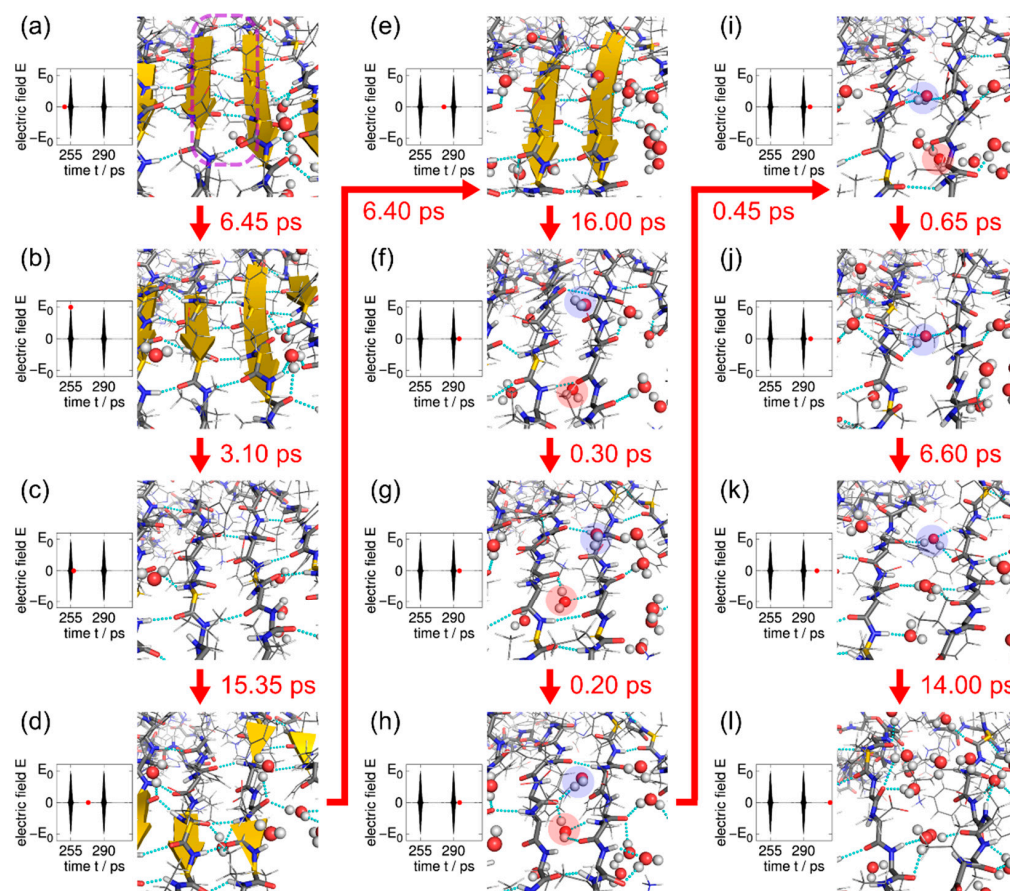 (a)
electric field E
E₀
0
−E₀
255 290
time t / ps
6.45 ps
(b)
electric field E
E₀
0
−E₀
255 290
time t / ps
3.10 ps
(c)
electric field E
E₀
0
−E₀
255 290
time t / ps
15.35 ps
(d)
electric field E
E₀
0
−E₀
255 290
time t / ps
6.40 ps
(e)
electric field E
E₀
0
−E₀
255 290
time t / ps
16.00 ps
(f)
electric field E
E₀
0
−E₀
255 290
time t / ps
0.30 ps
(g)
electric field E
E₀
0
−E₀
255 290
time t / ps
0.20 ps
(h)
electric field E
E₀
0
−E₀
255 290
time t / ps
0.45 ps
(i)
electric field E
E₀
0
−E₀
255 290
time t / ps
0.65 ps
(j)
electric field E
E₀
0
−E₀
255 290
time t / ps
6.60 ps
(k)
electric field E
E₀
0
−E₀
255 290
time t / ps
14.00 ps
(l)
electric field E
E₀
0
−E₀
255 290
time t / ps